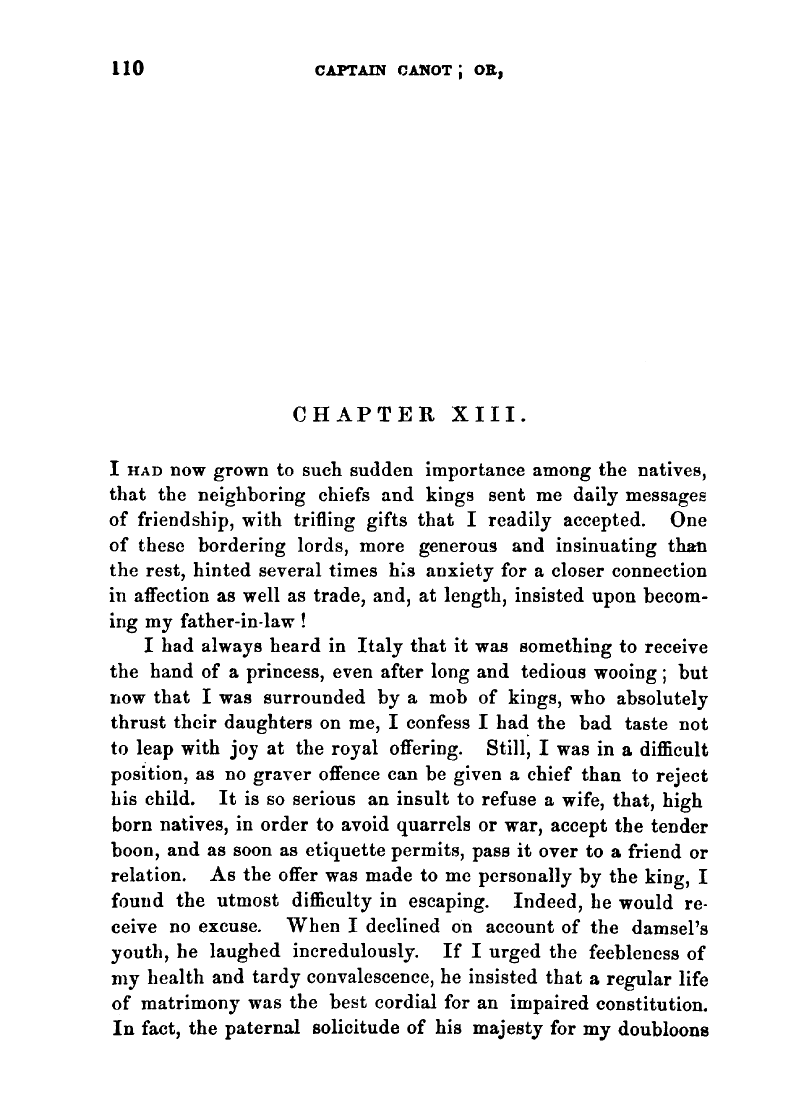 110 CAPTAIN CANOT; OR,
CHAPTER XIII.
I HAD now grown to such sudden importance among the natives,
that the neighboring chiefs and kings sent me daily messages
of friendship, with trifling gifts that I readily accepted. One
of these bordering lords, more generous and insinuating than
the rest, hinted several times his anxiety for a closer connection
in affection as well as trade, and, at length, insisted upon becom-
ing my father-in-law!
I had always heard in Italy that it was something to receive
the hand of a princess, even after long and tedious wooing; but
now that I was surrounded by a mob of kings, who absolutely
thrust their daughters on me, I confess I had the bad taste not
to leap with joy at the royal offering. Still, I was in a difficult
position, as no graver offence can be given a chief than to reject
his child. It is so serious an insult to refuse a wife, that, high
born natives, in order to avoid quarrels or war, accept the tender
boon, and as soon as etiquette permits, pass it over to a friend or
relation. As the offer was made to me personally by the king, I
found the utmost difficulty in escaping. Indeed, he would re-
ceive no excuse. When I declined on account of the damsel's
youth, he laughed incredulously. If I urged the feebleness of
my health and tardy convalescence, he insisted that a regular life
of matrimony was the best cordial for an impaired constitution.
In fact, the paternal solicitude of his majesty for my doubloons